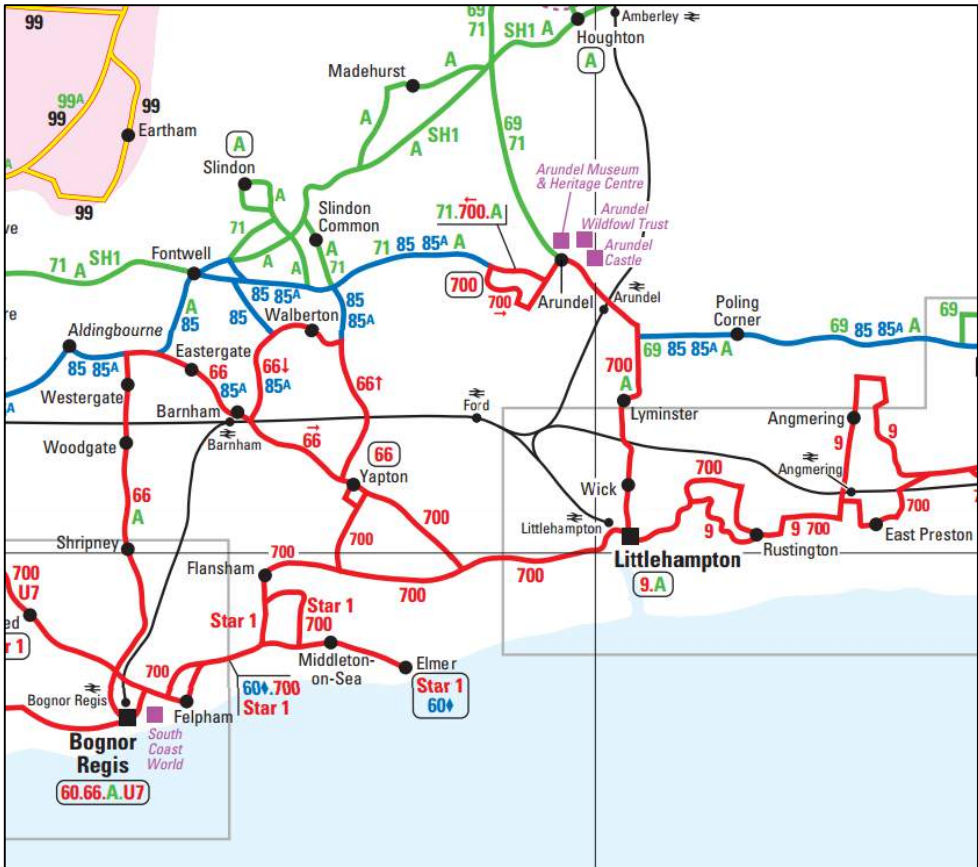 99
69
71
SH1 A
Amberley
Houghton
A
Madehurst
A
99A
99
99
Eartham
A
SH1
A
69
71
A
Slindon
A
99
Arundel Museum
& Heritage Centre
Arundel
Wildfowl Trust
Arundel
Castle
Slindon
Common
71.700.A
71
A
A
A
71
71 A SH1
Fontwell
71 85 85A A
700
700
Arundel
Arundel
85 85A
A
85
85
85
85A
Walberton
Poling
Corner
69 85 85A A
69
69 85 85A A
Aldingbourne
85 85A
Eastergate
66
85A
66↓
85A
66↑
700
A
Westergate
Barnham
Barnham
Ford
Lyminster
Angmering
Woodgate
66
66
Yapton
9
9
Angmering
66
A
700
700
Wick
700
9
9 700
700
Littlehampton
Shripney
700
700
Littlehampton
Rustington
East Preston
9.A
Flansham
700
700
U7
ed
r 1
Star 1
Star 1
700
Middleton-
on-Sea
Elmer
Star 1
60♦
700
60♦.700
Star 1
Bognor Regis
Felpham
Bognor
Regis
South
Coast
World
60.66.A.U7